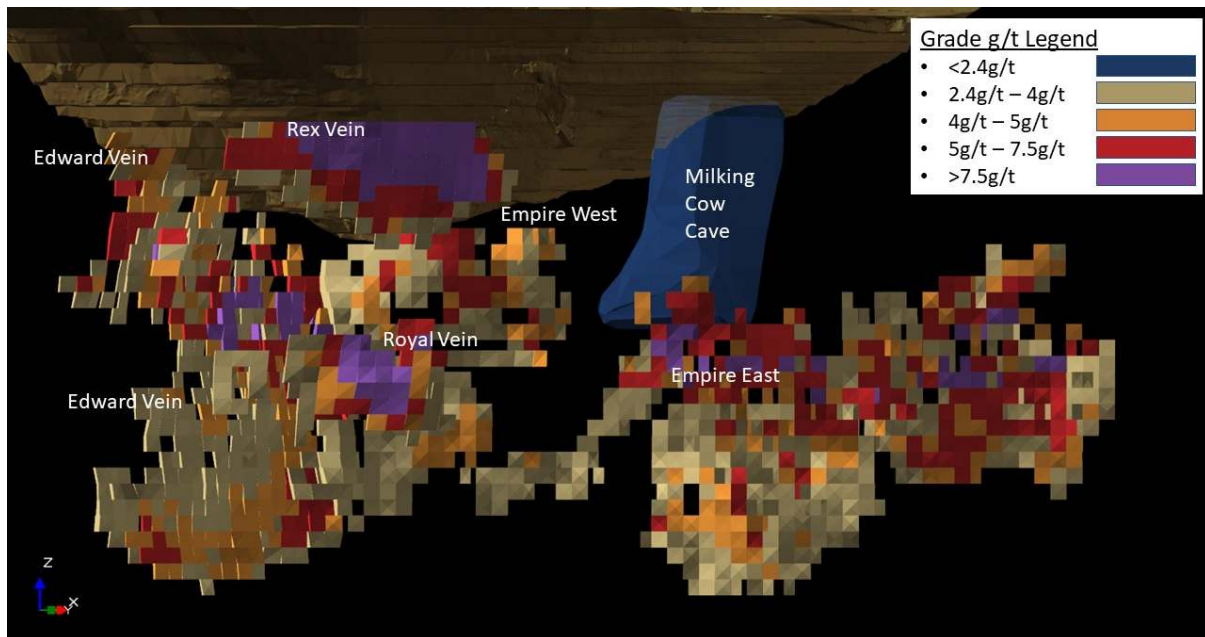 Grade g/t Legend
• <2.4g/t
• 2.4g/t – 4g/t
• 4g/t – 5g/t
• 5g/t – 7.5g/t
• >7.5g/t
Rex Vein
Edward Vein
Milking
Cow
Cave
Empire West
Royal Vein
Empire East
Edward Vein
Z
X
Y